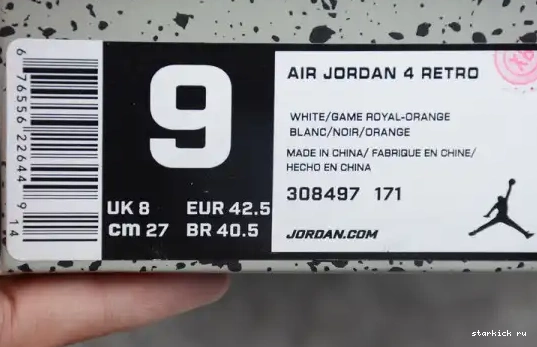 6 76556 22644 9 14
9
UK 8 EUR 42.5
cm 27 BR 40.5
AIR JORDAN 4 RETRO
WHITE/GAME ROYAL-ORANGE
BLANC/NOIR/ORANGE
MADE IN CHINA/ FABRIQUE EN CHINE/
HECHO EN CHINA
308497 171
JORDAN.COM
starkick ru